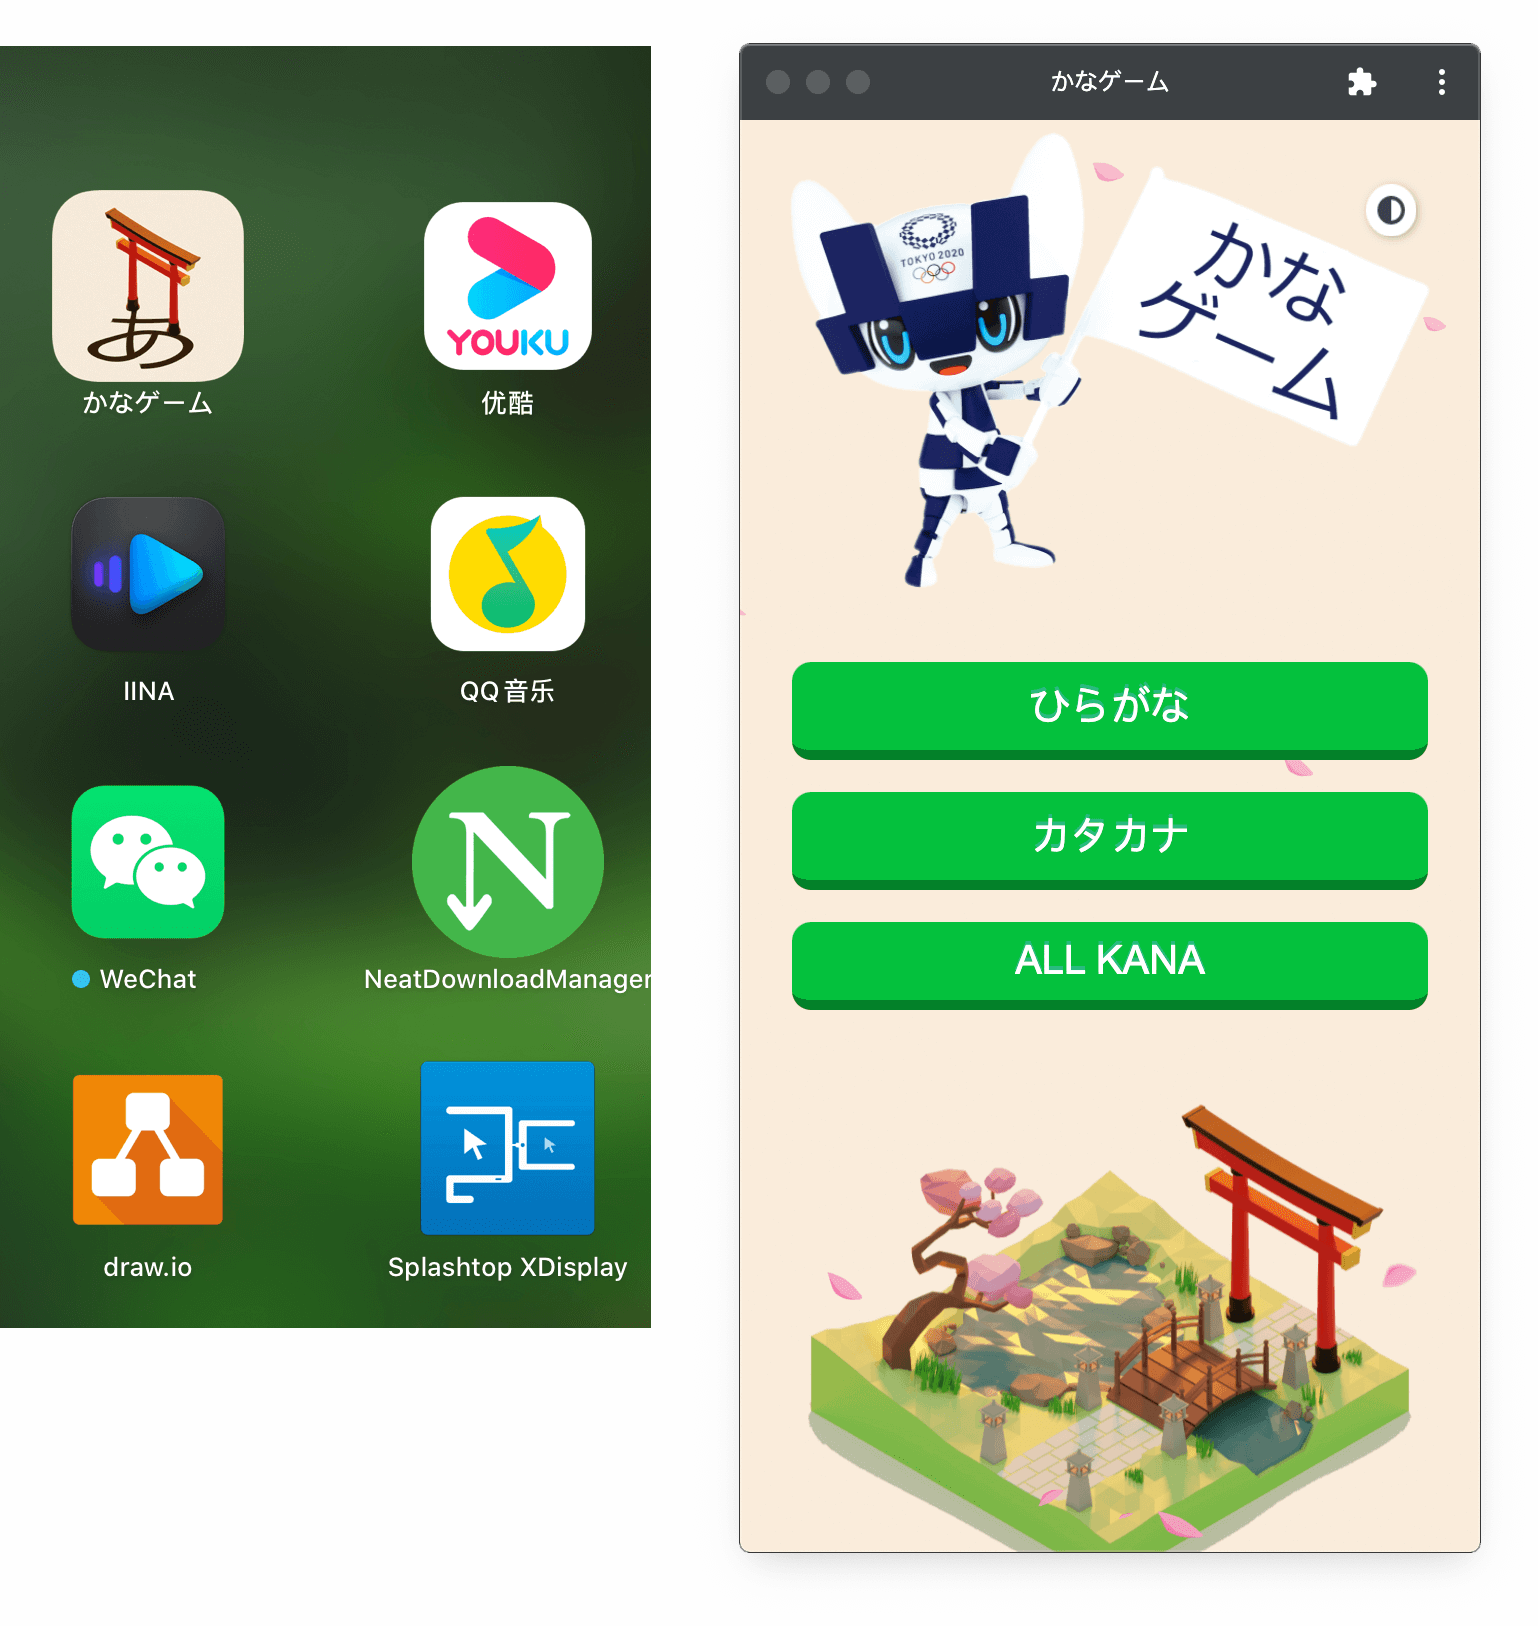 あ
かなゲーム
YOUKU
优酷
IINA
QQ音乐
WeChat
N
NeatDownloadManager
draw.io
Splashtop XDisplay
かなゲーム
TOKYO 2020
かな
ゲーム
ひらがな
カタカナ
ALL KANA